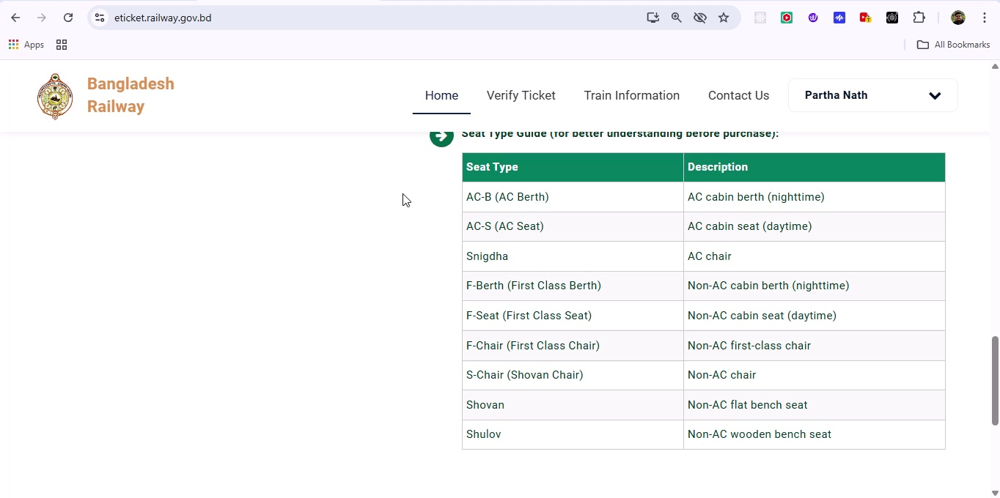 eticket.railway.gov.bd
Apps
All Bookmarks
Bangladesh
Railway
Home
Verify Ticket
Train Information
Contact Us
Partha Nath
Seat Type Guide (for better understanding before purchase):
Seat Type Description
AC-B (AC Berth) AC cabin berth (nighttime)
AC-S (AC Seat) AC cabin seat (daytime)
Snigdha AC chair
F-Berth (First Class Berth) Non-AC cabin berth (nighttime)
F-Seat (First Class Seat) Non-AC cabin seat (daytime)
F-Chair (First Class Chair) Non-AC first-class chair
S-Chair (Shovan Chair) Non-AC chair
Shovan Non-AC flat bench seat
Shulov Non-AC wooden bench seat